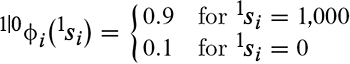 ¹|⁰ϕᵢ(¹sᵢ) = { 0.9 for ¹sᵢ = 1,000
0.1 for ¹sᵢ = 0